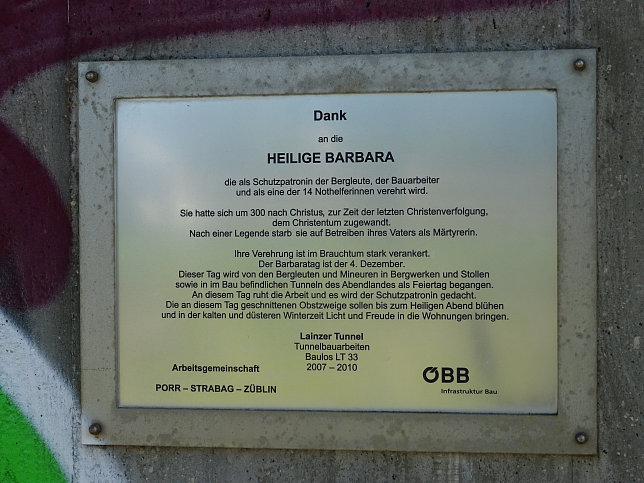 Dank
an die
HEILIGE BARBARA
die als Schutzpatronin der Bergleute, der Bauarbeiter
und als eine der 14 Nothelferinnen verehrt wird.
Sie hatte sich um 300 nach Christus, zur Zeit der letzten Christenverfolgung,
dem Christentum zugewandt.
Nach einer Legende starb sie auf Betreiben ihres Vaters als Märtyrerin.
Ihre Verehrung ist im Brauchtum stark verankert.
Der Barbaratag ist der 4. Dezember.
Dieser Tag wird von den Bergleuten und Mineuren in Bergwerken und Stollen
sowie in im Bau befindlichen Tunneln des Abendlandes als Feiertag begangen.
An diesem Tag ruht die Arbeit und es wird der Schutzpatronin gedacht.
Die an diesem Tag geschnittenen Obstzweige sollen bis zum Heiligen Abend blühen
und in der kalten und düsteren Winterzeit Licht und Freude in die Wohnungen bringen.
Lainzer Tunnel
Tunnelbauarbeiten
Baulos LT 33
2007 – 2010
Arbeitsgemeinschaft
PORR – STRABAG – ZÜBLIN
ÖBB
Infrastruktur Bau